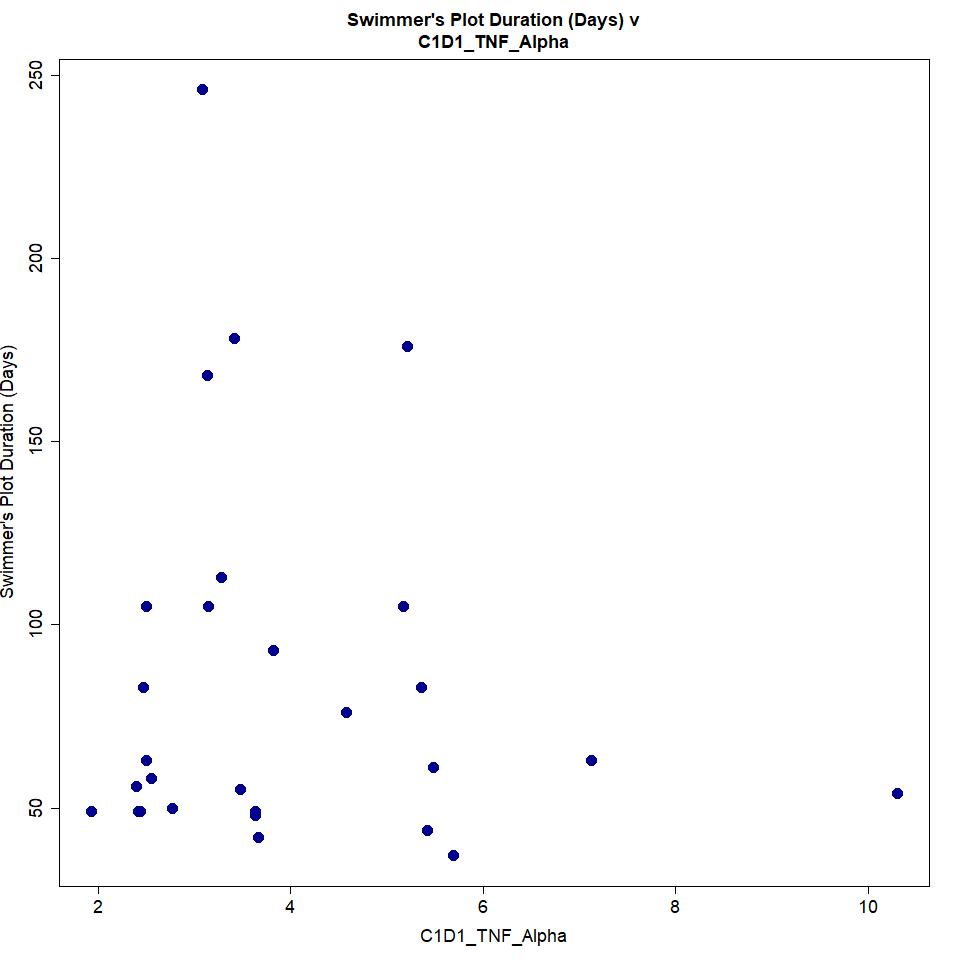 Swimmer's Plot Duration (Days) v
C1D1_TNF_Alpha
250
200
150
100
50
Swimmer's Plot Duration (Days)
2 4 6 8 10
C1D1_TNF_Alpha